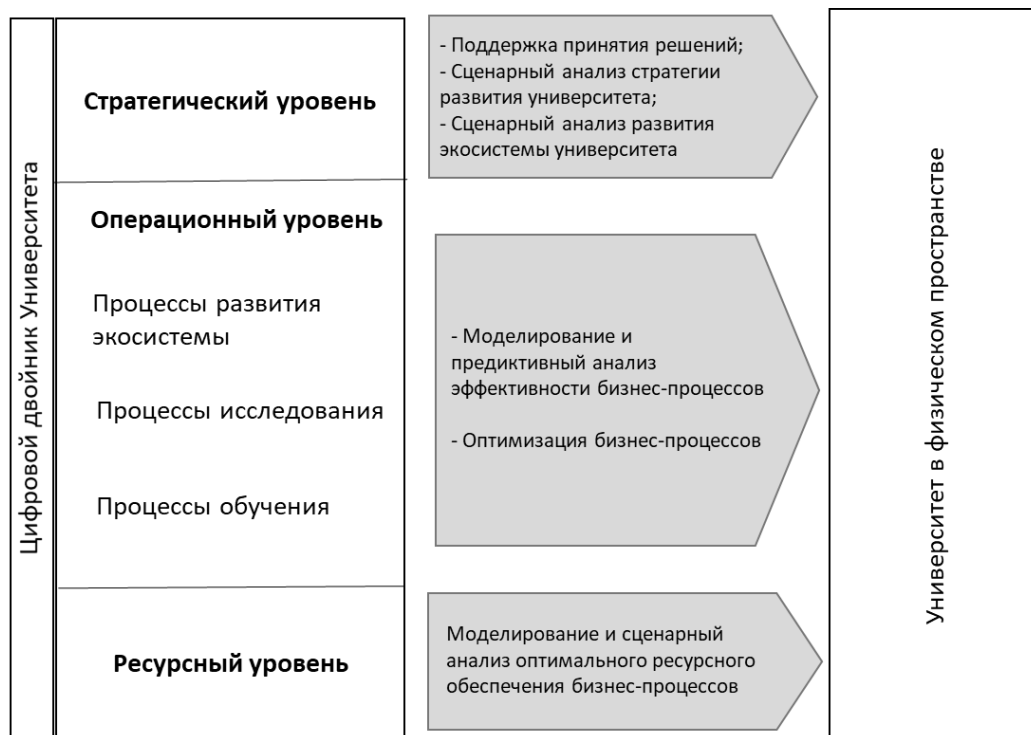 Цифровой двойник Университета
Стратегический уровень
- Поддержка принятия решений;
- Сценарный анализ стратегии
развития университета;
- Сценарный анализ развития
экосистемы университета
Операционный уровень
Процессы развития
экосистемы
Процессы исследования
Процессы обучения
- Моделирование и
предиктивный анализ
эффективности бизнес-процессов
- Оптимизация бизнес-процессов
Ресурсный уровень
Моделирование и сценарный
анализ оптимального ресурсного
обеспечения бизнес-процессов
Университет в физическом пространстве